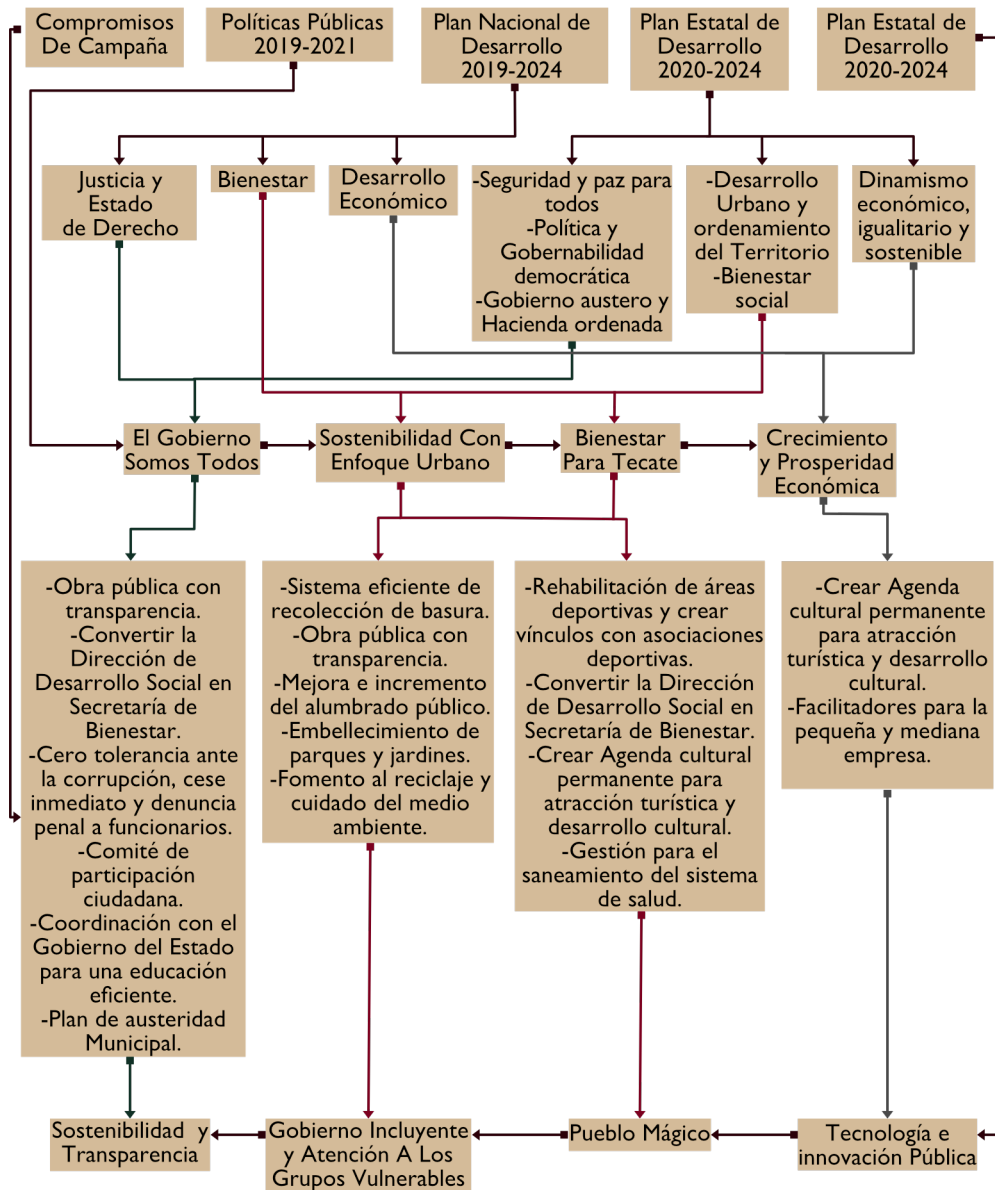 Compromisos
De Campaña
Políticas Públicas
2019-2021
Plan Nacional de
Desarrollo
2019-2024
Plan Estatal de
Desarrollo
2020-2024
Plan Estatal de
Desarrollo
2020-2024
Justicia y
Estado
de Derecho
Bienestar
Desarrollo
Económico
-Seguridad y paz para
todos
-Política y
Gobernabilidad
democrática
-Gobierno austero y
Hacienda ordenada
-Desarrollo
Urbano y
ordenamiento
del Territorio
-Bienestar
social
Dinamismo
económico,
igualitario y
sostenible
El Gobierno
Somos Todos
Sostenibilidad Con
Enfoque Urbano
Bienestar
Para Tecate
Crecimiento
y Prosperidad
Económica
-Obra pública con
transparencia.
-Convertir la
Dirección de
Desarrollo Social en
Secretaría de
Bienestar.
-Cero tolerancia ante
la corrupción, cese
inmediato y denuncia
penal a funcionarios.
-Comité de
participación
ciudadana.
-Coordinación con el
Gobierno del Estado
para una educación
eficiente.
-Plan de austeridad
Municipal.
-Sistema eficiente de
recolección de basura.
-Obra pública con
transparencia.
-Mejora e incremento
del alumbrado público.
-Embellecimiento de
parques y jardines.
-Fomento al reciclaje y
cuidado del medio
ambiente.
-Rehabilitación de áreas
deportivas y crear
vínculos con asociaciones
deportivas.
-Convertir la Dirección
de Desarrollo Social en
Secretaría de Bienestar.
-Crear Agenda cultural
permanente para
atracción turística y
desarrollo cultural.
-Gestión para el
saneamiento del sistema
de salud.
-Crear Agenda
cultural permanente
para atracción
turística y desarrollo
cultural.
-Facilitadores para la
pequeña y mediana
empresa.
Sostenibilidad y
Transparencia
Gobierno Incluyente
y Atención A Los
Grupos Vulnerables
Pueblo Mágico
Tecnología e
innovación Pública